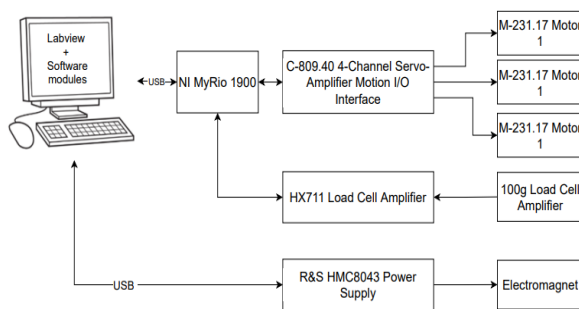 Labview
+
Software
modules
USB
NI MyRio 1900
C-809.40 4-Channel Servo-
Amplifier Motion I/O
Interface
M-231.17 Motor
1
M-231.17 Motor
1
M-231.17 Motor
1
HX711 Load Cell Amplifier
100g Load Cell
Amplifier
USB
R&S HMC8043 Power
Supply
Electromagnet